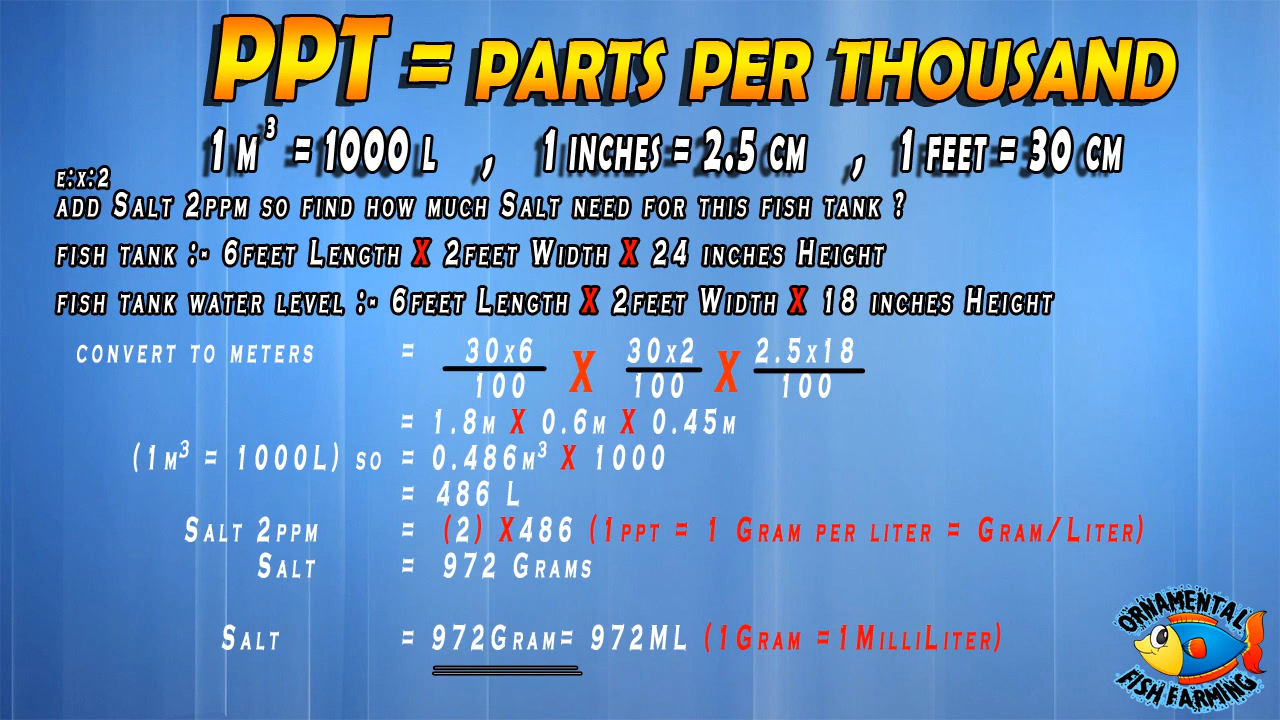 PPT = PARTS PER THOUSAND
1 M³ = 1000 L , 1 INCHES = 2.5 CM , 1 FEET = 30 CM
E:X:2
ADD SALT 2PPM SO FIND HOW MUCH SALT NEED FOR THIS FISH TANK ?
FISH TANK :- 6FEET LENGTH X 2FEET WIDTH X 24 INCHES HEIGHT
FISH TANK WATER LEVEL :- 6FEET LENGTH X 2FEET WIDTH X 18 INCHES HEIGHT
CONVERT TO METERS = 30X6 X 30X2 X 2.5X18
100 100 100
= 1.8M X 0.6M X 0.45M
(1M³ = 1000L) SO = 0.486M³ X 1000
= 486 L
SALT 2PPM = (2) X486 (1PPT = 1 GRAM PER LITER = GRAM/LITER)
SALT = 972 GRAMS
SALT = 972GRAM= 972ML (1GRAM =1MILLILITER)
ORNAMENTAL
FISH FARMING